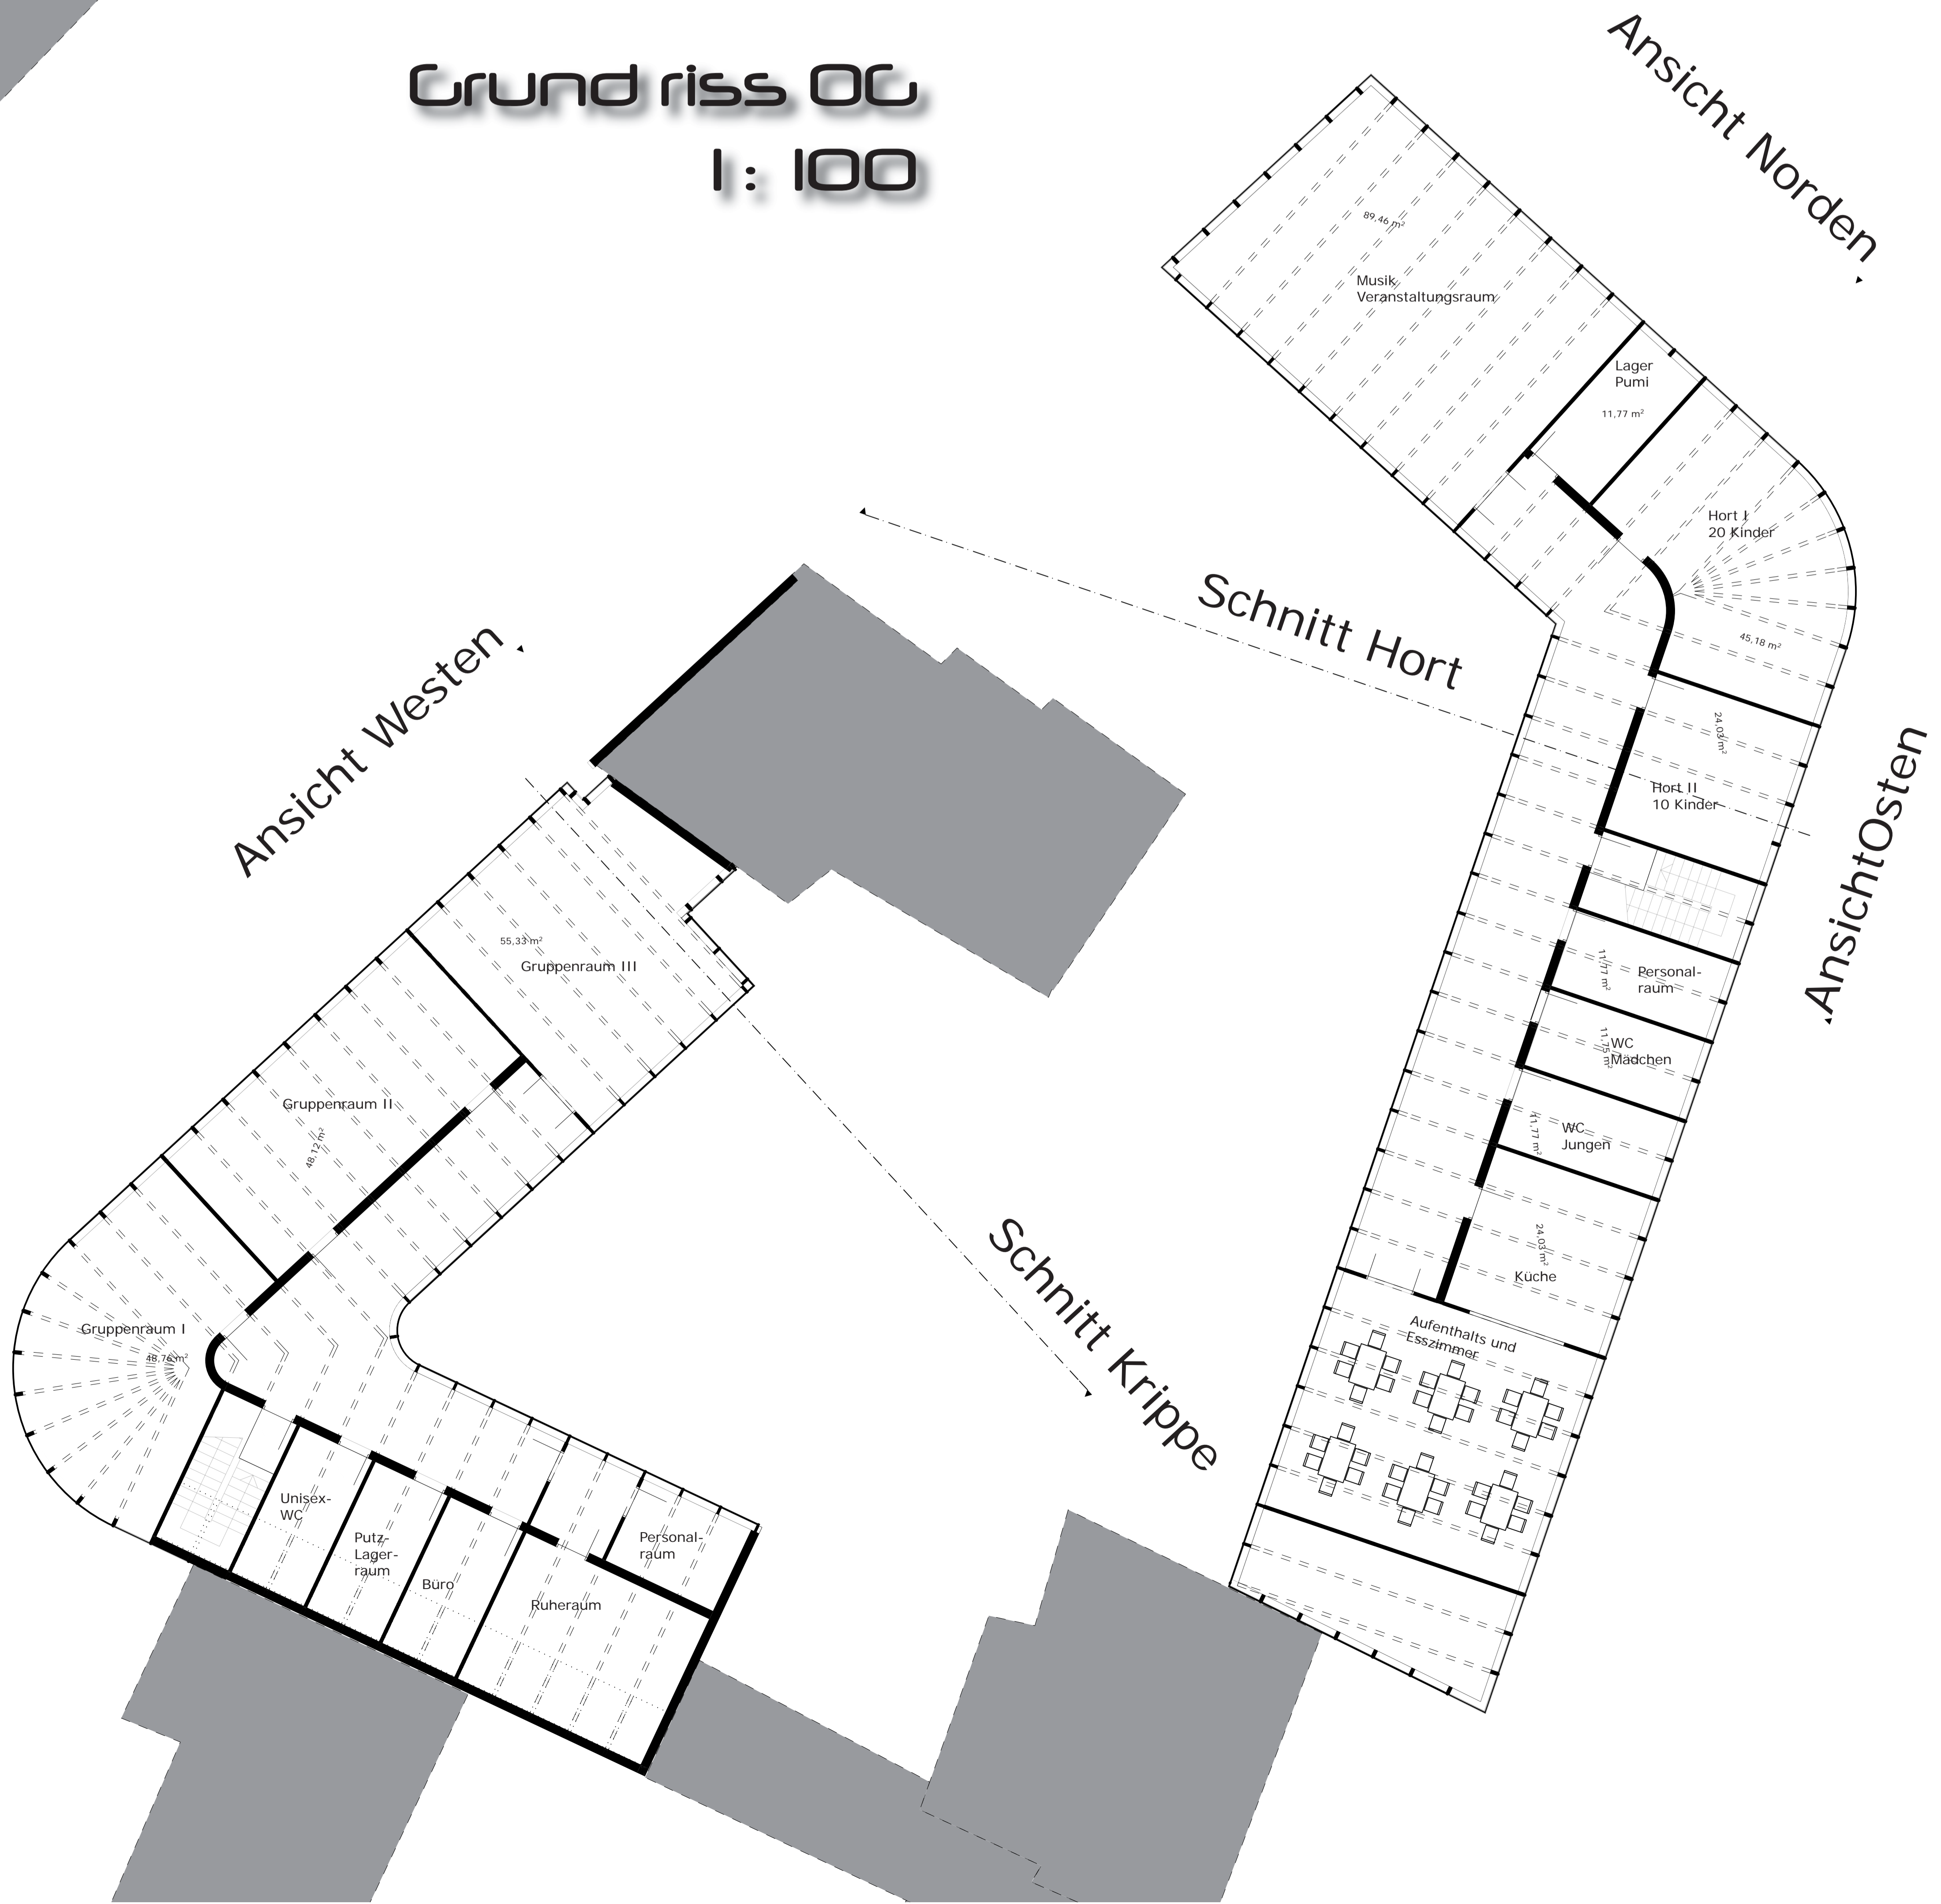 Grund riss OG
1 : 100
Ansicht Norden
89,46 m²
Musik
Veranstaltungsraum
Lager
Pumi
11,77 m²
Hort I
20 Kinder
45,18 m²
Schnitt Hort
24,03 m²
Hort II
10 Kinder
AnsichtOsten
Personal-
raum
11,77 m²
WC
Mädchen
11,75 m²
WC
Jungen
11,77 m²
24,03 m²
Küche
Aufenthalts und
Esszimmer
Ansicht Westen
55,33 m²
Gruppenraum III
Gruppenraum II
48,12 m²
Gruppenraum I
48,76 m²
Schnitt Krippe
Unisex-
WC
Putz-
Lager-
raum
Büro
Ruheraum
Personal-
raum